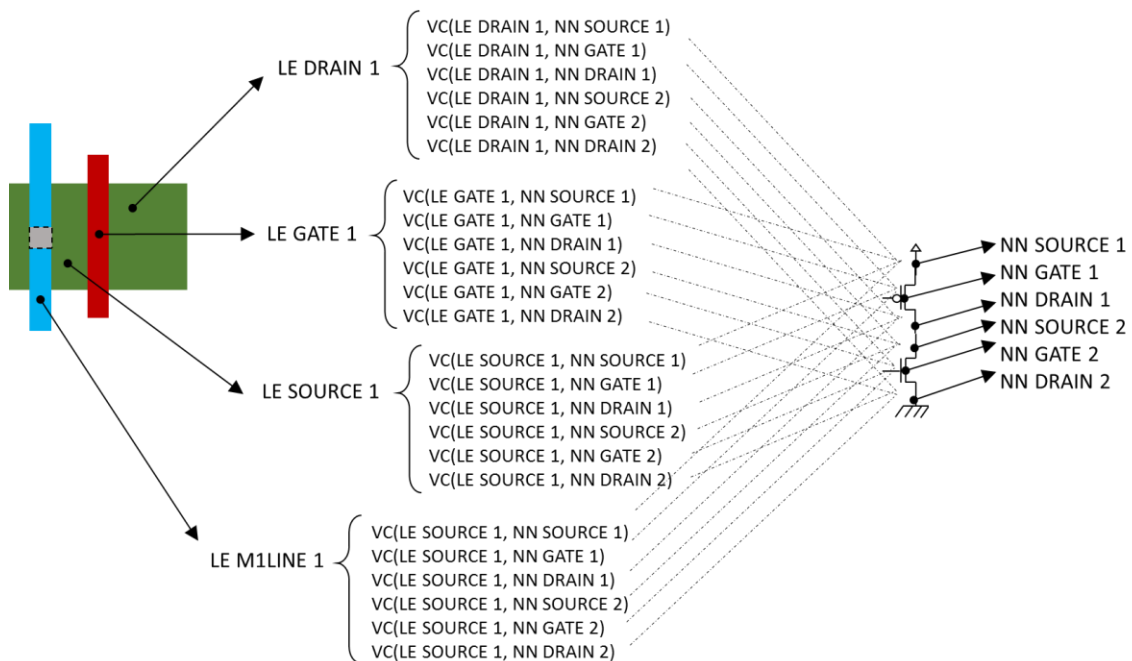 LE DRAIN 1
VC(LE DRAIN 1, NN SOURCE 1)
VC(LE DRAIN 1, NN GATE 1)
VC(LE DRAIN 1, NN DRAIN 1)
VC(LE DRAIN 1, NN SOURCE 2)
VC(LE DRAIN 1, NN GATE 2)
VC(LE DRAIN 1, NN DRAIN 2)
LE GATE 1
VC(LE GATE 1, NN SOURCE 1)
VC(LE GATE 1, NN GATE 1)
VC(LE GATE 1, NN DRAIN 1)
VC(LE GATE 1, NN SOURCE 2)
VC(LE GATE 1, NN GATE 2)
VC(LE GATE 1, NN DRAIN 2)
LE SOURCE 1
VC(LE SOURCE 1, NN SOURCE 1)
VC(LE SOURCE 1, NN GATE 1)
VC(LE SOURCE 1, NN DRAIN 1)
VC(LE SOURCE 1, NN SOURCE 2)
VC(LE SOURCE 1, NN GATE 2)
VC(LE SOURCE 1, NN DRAIN 2)
LE M1LINE 1
VC(LE SOURCE 1, NN SOURCE 1)
VC(LE SOURCE 1, NN GATE 1)
VC(LE SOURCE 1, NN DRAIN 1)
VC(LE SOURCE 1, NN SOURCE 2)
VC(LE SOURCE 1, NN GATE 2)
VC(LE SOURCE 1, NN DRAIN 2)
NN SOURCE 1
NN GATE 1
NN DRAIN 1
NN SOURCE 2
NN GATE 2
NN DRAIN 2